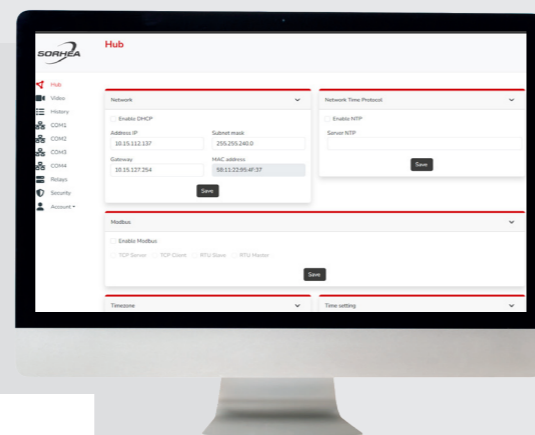 SORHEA
Hub
Hub
Video
History
COM1
COM2
COM3
COM4
Relays
Security
Account
Network
Enable DHCP
Address IP
Subnet mask
10.15.112.137
255.255.240.0
Gateway
MAC address
10.15.127.254
58:11:22:95:4F:37
Save
Network Time Protocol
Enable NTP
Server NTP
Save
Modbus
Enable Modbus
TCP Server TCP Client RTU Slave RTU Master
Save
Timezone
Time setting